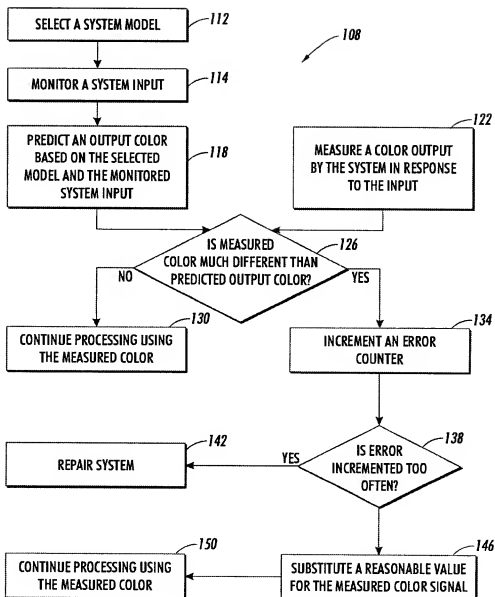 SELECT A SYSTEM MODEL
112
108
MONITOR A SYSTEM INPUT
114
PREDICT AN OUTPUT COLOR
BASED ON THE SELECTED
MODEL AND THE MONITORED
SYSTEM INPUT
118
122
MEASURE A COLOR OUTPUT
BY THE SYSTEM IN RESPONSE
TO THE INPUT
IS MEASURED
COLOR MUCH DIFFERENT THAN
PREDICTED OUTPUT COLOR?
126
NO
YES
130
CONTINUE PROCESSING USING
THE MEASURED COLOR
134
INCREMENT AN ERROR
COUNTER
138
IS ERROR
INCREMENTED TOO
OFTEN?
YES
142
REPAIR SYSTEM
146
SUBSTITUTE A REASONABLE VALUE
FOR THE MEASURED COLOR SIGNAL
150
CONTINUE PROCESSING USING
THE MEASURED COLOR